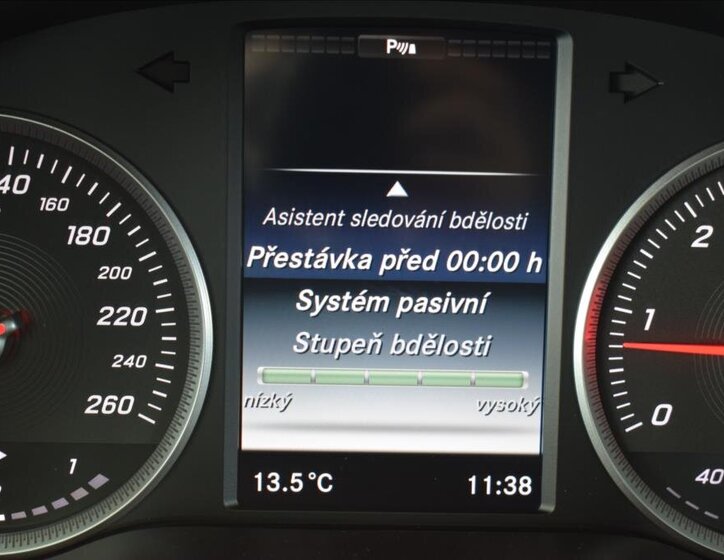 P
Asistent sledování bdělosti
Přestávka před 00:00 h
Systém pasivní
Stupeň bdělosti
nízký vysoký
13.5°C 11:38
160
180
200
220
240
260
1
2
1
0
40